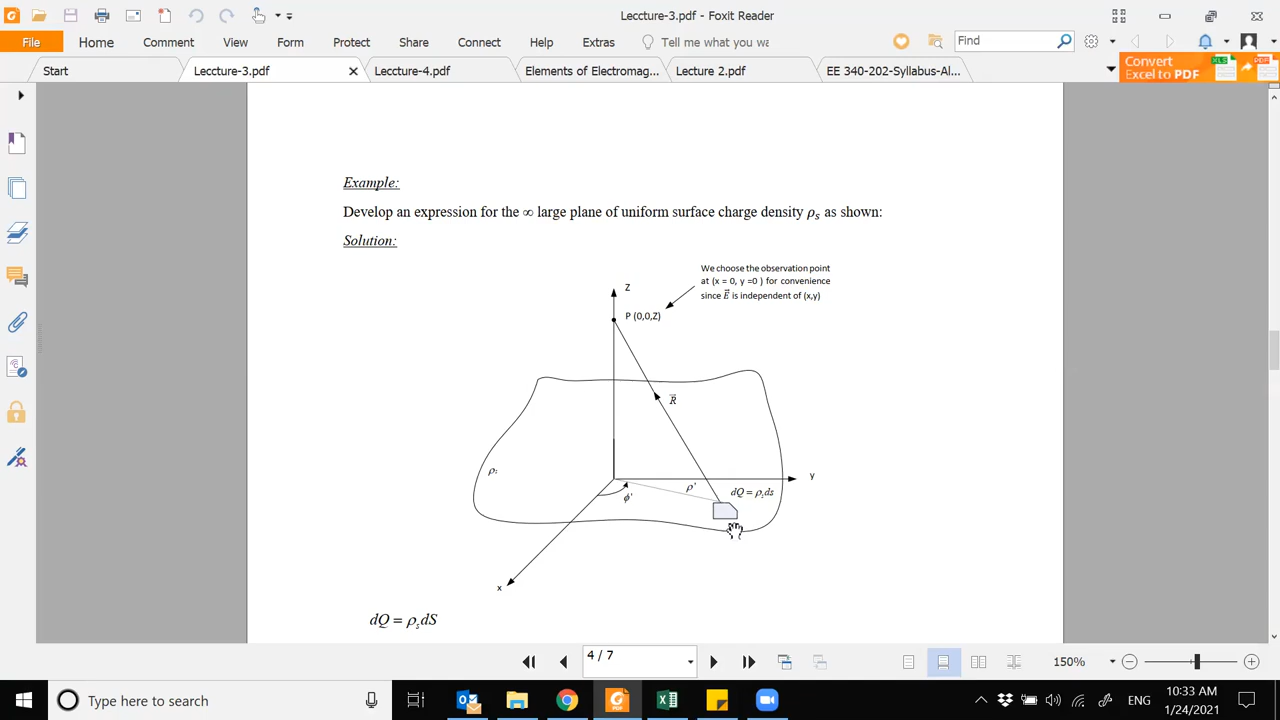 Leccture-3.pdf - Foxit Reader
File
Home
Comment
View
Form
Protect
Share
Connect
Help
Extras
Tell me what you wa
Find
Start
Leccture-3.pdf
Leccture-4.pdf
Elements of Electromag...
Lecture 2.pdf
EE 340-202-Syllabus-Al...
Convert
Excel to PDF
Example:
Develop an expression for the ∞ large plane of uniform surface charge density ρs as shown:
Solution:
We choose the observation point
at (x = 0, y =0 ) for convenience
since E⃗ is independent of (x,y)
Z
P (0,0,Z)
R⃗
ρs
y
ρ'
dQ = ρsds
ϕ'
x
dQ = ρsdS
4 / 7
150%
Type here to search
ENG
10:33 AM
1/24/2021